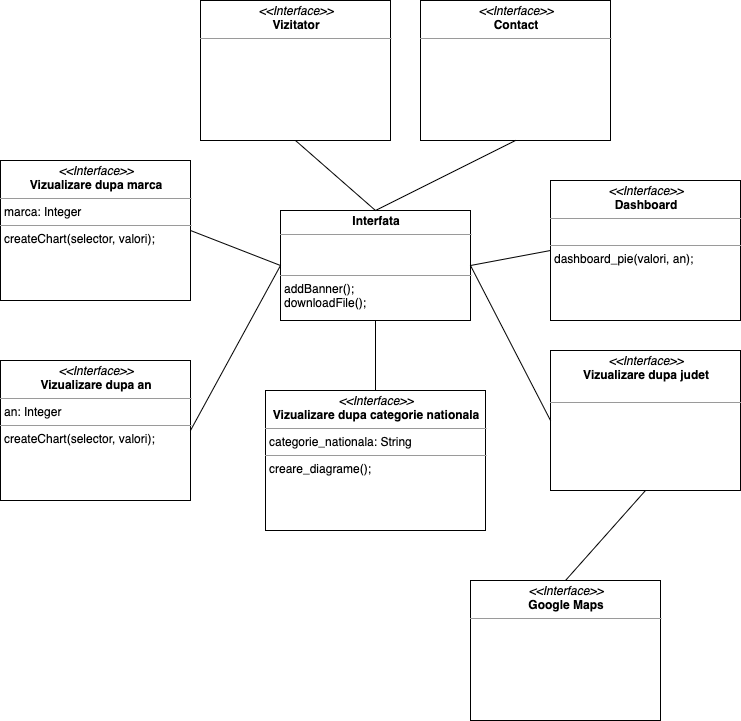 <<Interface>>
Vizitator
<<Interface>>
Contact
<<Interface>>
Vizualizare dupa marca
marca: Integer
createChart(selector, valori);
Interfata
addBanner();
downloadFile();
<<Interface>>
Dashboard
dashboard_pie(valori, an);
<<Interface>>
Vizualizare dupa an
an: Integer
createChart(selector, valori);
<<Interface>>
Vizualizare dupa categorie nationala
categorie_nationala: String
creare_diagrame();
<<Interface>>
Vizualizare dupa judet
<<Interface>>
Google Maps